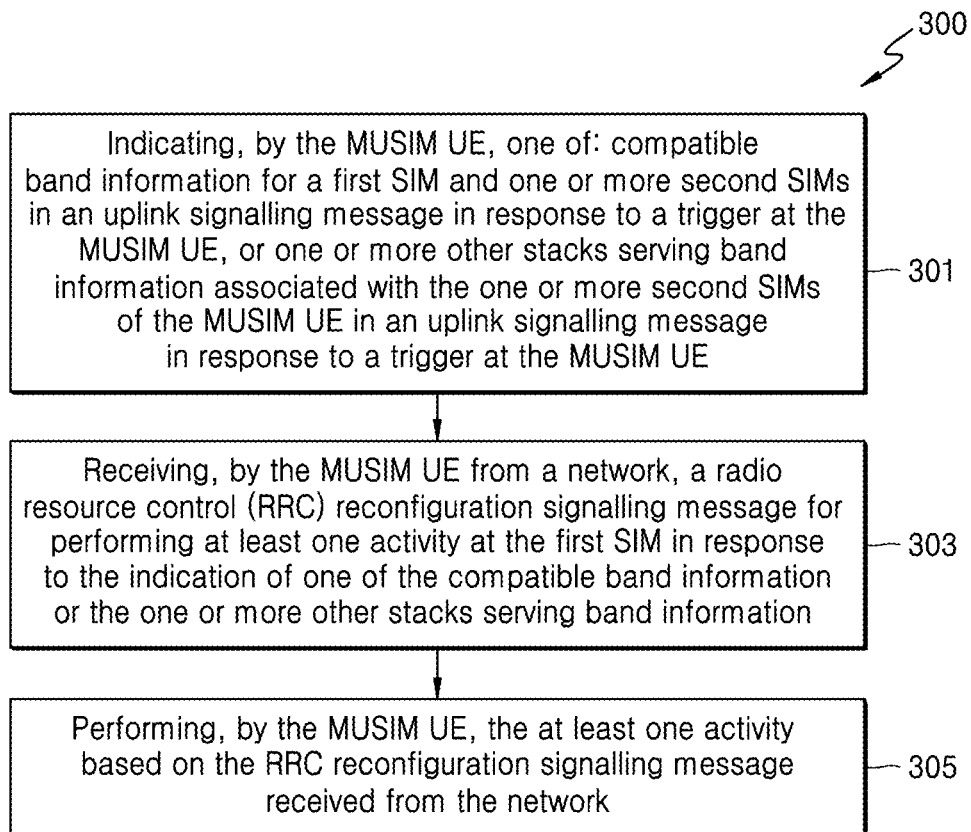 300
Indicating, by the MUSIM UE, one of: compatible
band information for a first SIM and one or more second SIMs
in an uplink signalling message in response to a trigger at the
MUSIM UE, or one or more other stacks serving band
information associated with the one or more second SIMs
of the MUSIM UE in an uplink signalling message
in response to a trigger at the MUSIM UE
301
Receiving, by the MUSIM UE from a network, a radio
resource control (RRC) reconfiguration signalling message for
performing at least one activity at the first SIM in response
to the indication of one of the compatible band information
or the one or more other stacks serving band information
303
Performing, by the MUSIM UE, the at least one activity
based on the RRC reconfiguration signalling message
received from the network
305